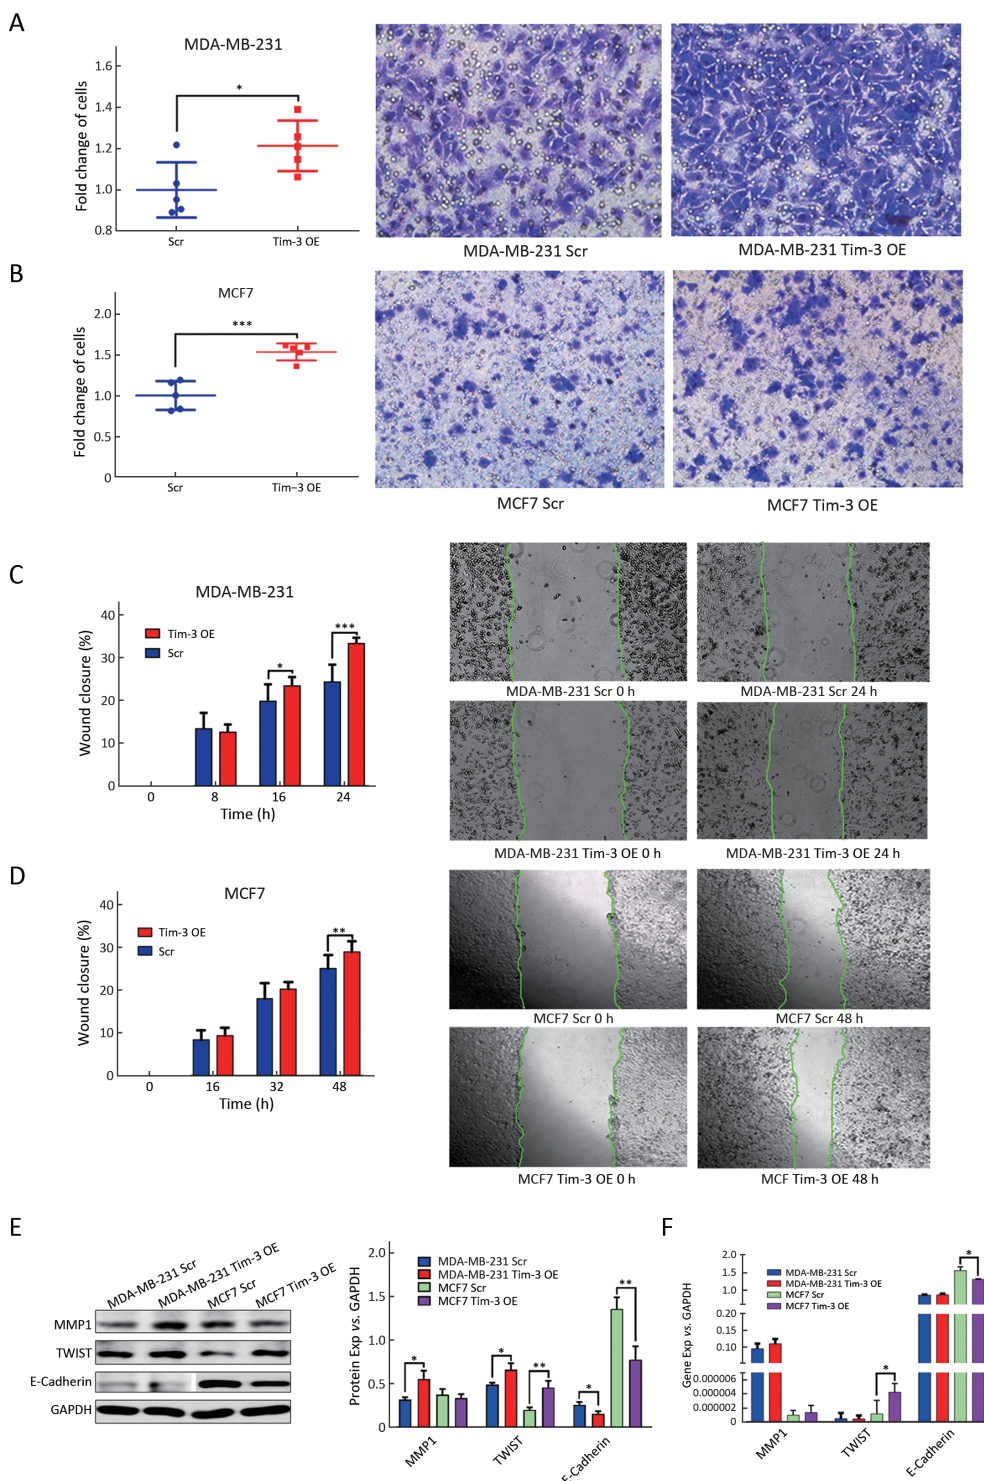 A
MDA-MB-231
Fold change of cells
1.6
1.4
1.2
1.0
0.8
*
Scr
Tim-3 OE
MDA-MB-231 Scr
MDA-MB-231 Tim-3 OE
B
MCF7
Fold change of cells
2.0
1.5
1.0
0.5
0
***
Scr
Tim-3 OE
MCF7 Scr
MCF7 Tim-3 OE
C
MDA-MB-231
Wound closure (%)
40
30
20
10
0
Tim-3 OE
Scr
*
***
0 8 16 24
Time (h)
MDA-MB-231 Scr 0 h
MDA-MB-231 Scr 24 h
MDA-MB-231 Tim-3 OE 0 h
MDA-MB-231 Tim-3 OE 24 h
D
MCF7
Wound closure (%)
40
30
20
10
0
Tim-3 OE
Scr
**
0 16 32 48
Time (h)
MCF7 Scr 0 h
MCF7 Scr 48 h
MCF7 Tim-3 OE 0 h
MCF Tim-3 OE 48 h
E
MDA-MB-231 Scr
MDA-MB-231 Tim-3 OE
MCF7 Scr
MCF7 Tim-3 OE
MMP1
TWIST
E-Cadherin
GAPDH
Protein Exp vs. GAPDH
2.0
1.5
1.0
0.5
0
MDA-MB-231 Scr
MDA-MB-231 Tim-3 OE
MCF7 Scr
MCF7 Tim-3 OE
*
*
**
*
**
MMP1
TWIST
E-Cadherin
F
Gene Exp vs. GAPDH
2.0
1.5
1.0
0.20
0.10
0.000006
0.000002
0
MDA-MB-231 Scr
MDA-MB-231 Tim-3 OE
MCF7 Scr
MCF7 Tim-3 OE
*
*
MMP1
TWIST
E-Cadherin